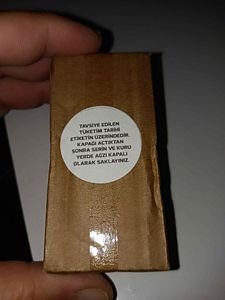 TAVSİYE EDİLEN
TÜKETİM TARİHİ
ETİKETİN ÜZERİNDEDİR.
KAPAĞI AÇTIKTAN
SONRA SERİN VE KURU
YERDE AĞZI KAPALI
OLARAK SAKLAYINIZ.